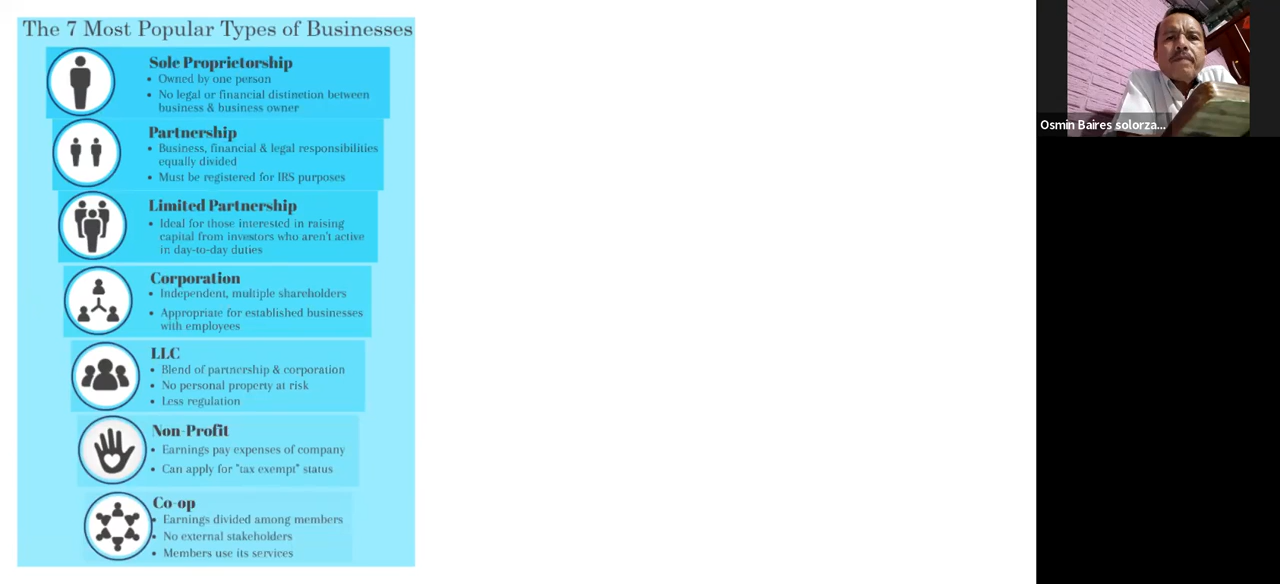 The 7 Most Popular Types of Businesses
Sole Proprietorship
• Owned by one person
• No legal or financial distinction between
business & business owner
Partnership
• Business, financial & legal responsibilities
equally divided
• Must be registered for IRS purposes
Limited Partnership
• Ideal for those interested in raising
capital from investors who aren't active
in day-to-day duties
Corporation
• Independent, multiple shareholders
• Appropriate for established businesses
with employees
LLC
• Blend of partnership & corporation
• No personal property at risk
• Less regulation
Non-Profit
• Earnings pay expenses of company
• Can apply for "tax exempt" status
Co-op
• Earnings divided among members
• No external stakeholders
• Members use its services
Osmin Baires solorza...